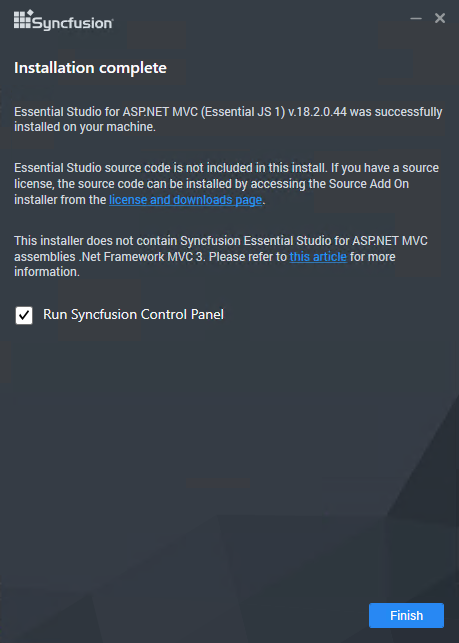 Syncfusion
Installation complete
Essential Studio for ASP.NET MVC (Essential JS 1) v.18.2.0.44 was successfully
installed on your machine.
Essential Studio source code is not included in this install. If you have a source
license, the source code can be installed by accessing the Source Add On
installer from the license and downloads page.
This installer does not contain Syncfusion Essential Studio for ASP.NET MVC
assemblies .Net Framework MVC 3. Please refer to this article for more
information.
Run Syncfusion Control Panel
Finish